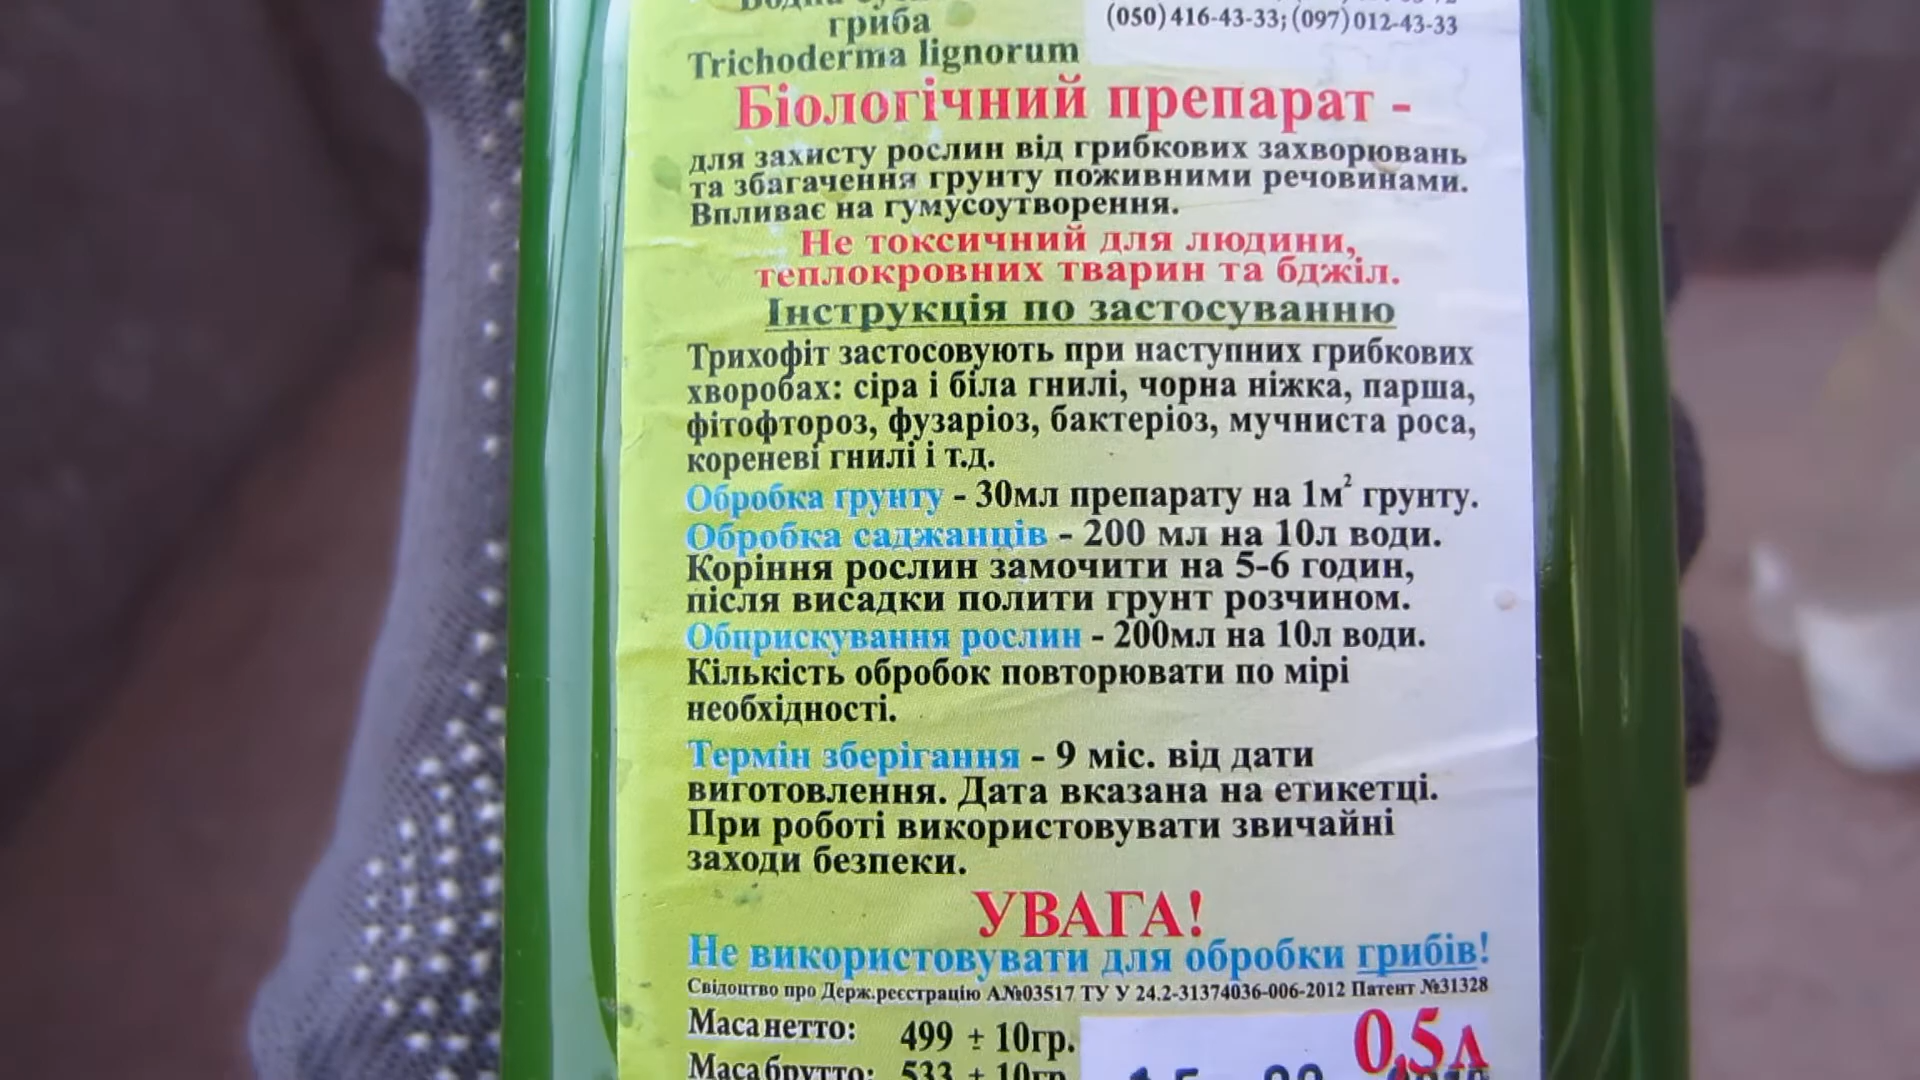 гриба
(050)416-43-33; (097)012-43-33
Trichoderma lignorum
Біологічний препарат -
для захисту рослин від грибкових захворювань
та збагачення грунту поживними речовинами.
Впливає на гумусоутворення.
Не токсичний для людини,
теплокровних тварин та бджіл.
Інструкція по застосуванню
Трихофіт застосовують при наступних грибкових
хворобах: сіра і біла гнилі, чорна ніжка, парша,
фітофтороз, фузаріоз, бактеріоз, мучниста роса,
кореневі гнилі і т.д.
Обробка грунту - 30мл препарату на 1м² грунту.
Обробка саджанців - 200 мл на 10л води.
Коріння рослин замочити на 5-6 годин,
після висадки полити грунт розчином.
Обприскування рослин - 200мл на 10л води.
Кількість обробок повторювати по мірі
необхідності.
Термін зберігання - 9 міс. від дати
виготовлення. Дата вказана на етикетці.
При роботі використовувати звичайні
заходи безпеки.
УВАГА!
Не використовувати для обробки грибів!
Свідоцтво про Держ.реєстрацію А№03517 ТУ У 24.2-31374036-006-2012 Патент №31328
Маса нетто: 499 ± 10гр.
0,5л
Маса брутто: 533 ± 10гр